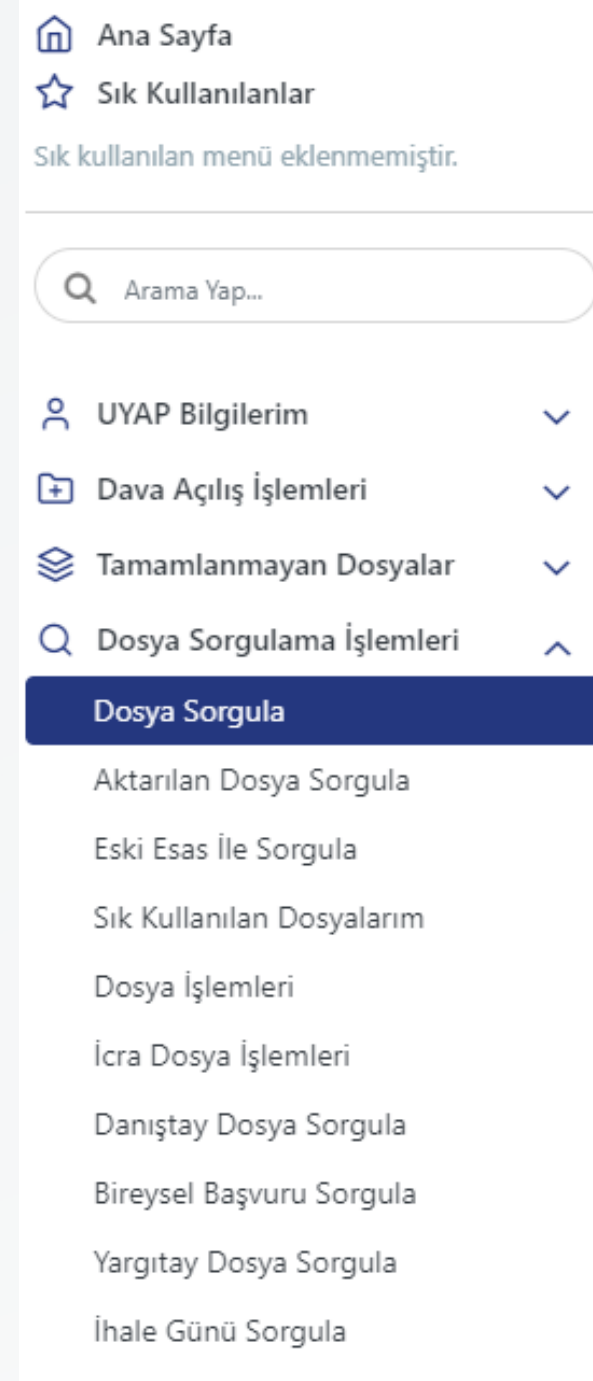 Ana Sayfa
Sık Kullanılanlar
Sık kullanılan menü eklenmemiştir.
Arama Yap...
UYAP Bilgilerim
Dava Açılış İşlemleri
Tamamlanmayan Dosyalar
Dosya Sorgulama İşlemleri
Dosya Sorgula
Aktarılan Dosya Sorgula
Eski Esas İle Sorgula
Sık Kullanılan Dosyalarım
Dosya İşlemleri
İcra Dosya İşlemleri
Danıştay Dosya Sorgula
Bireysel Başvuru Sorgula
Yargıtay Dosya Sorgula
İhale Günü Sorgula